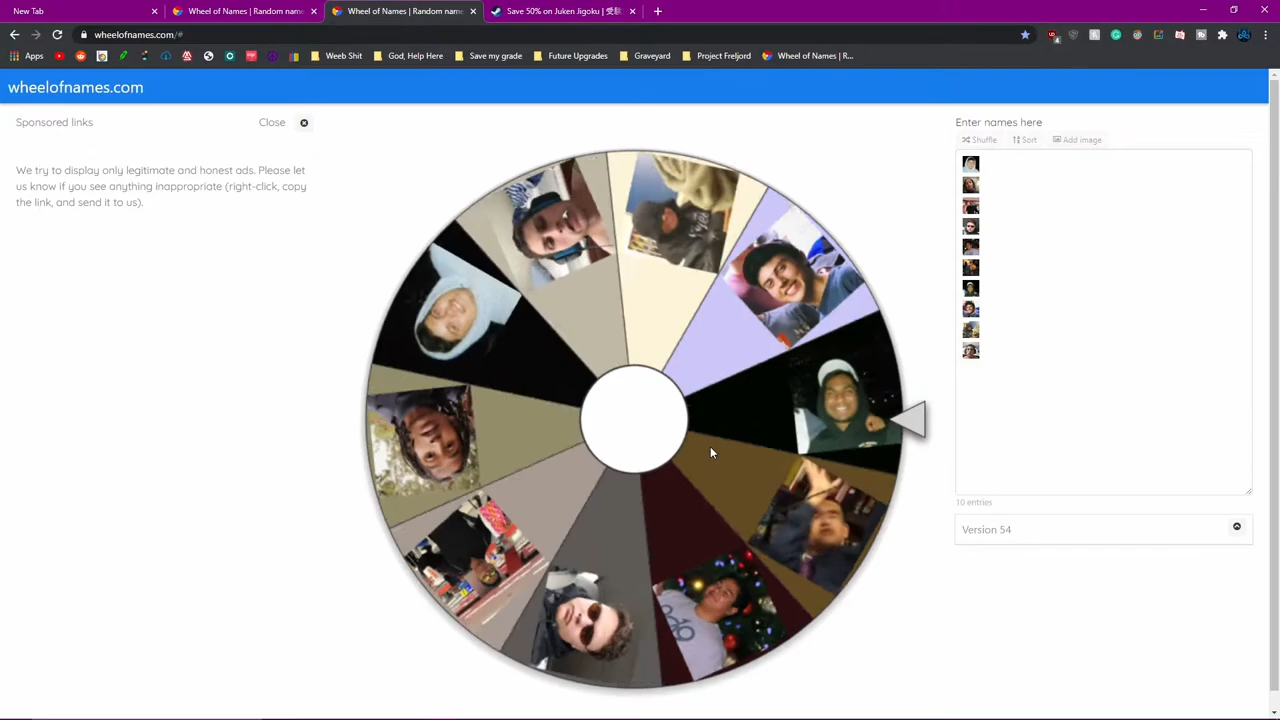 New Tab
Wheel of Names | Random name
Wheel of Names | Random name
Save 50% on Juken Jigoku | 受験
wheelofnames.com/#
Apps
Weeb Shit
God, Help Here
Save my grade
Future Upgrades
Graveyard
Project Freljord
Wheel of Names | R...
wheelofnames.com
Sponsored links
Close
We try to display only legitimate and honest ads. Please let
us know if you see anything inappropriate (right-click, copy
the link, and send it to us).
Enter names here
Shuffle
Sort
Add image
10 entries
Version 54